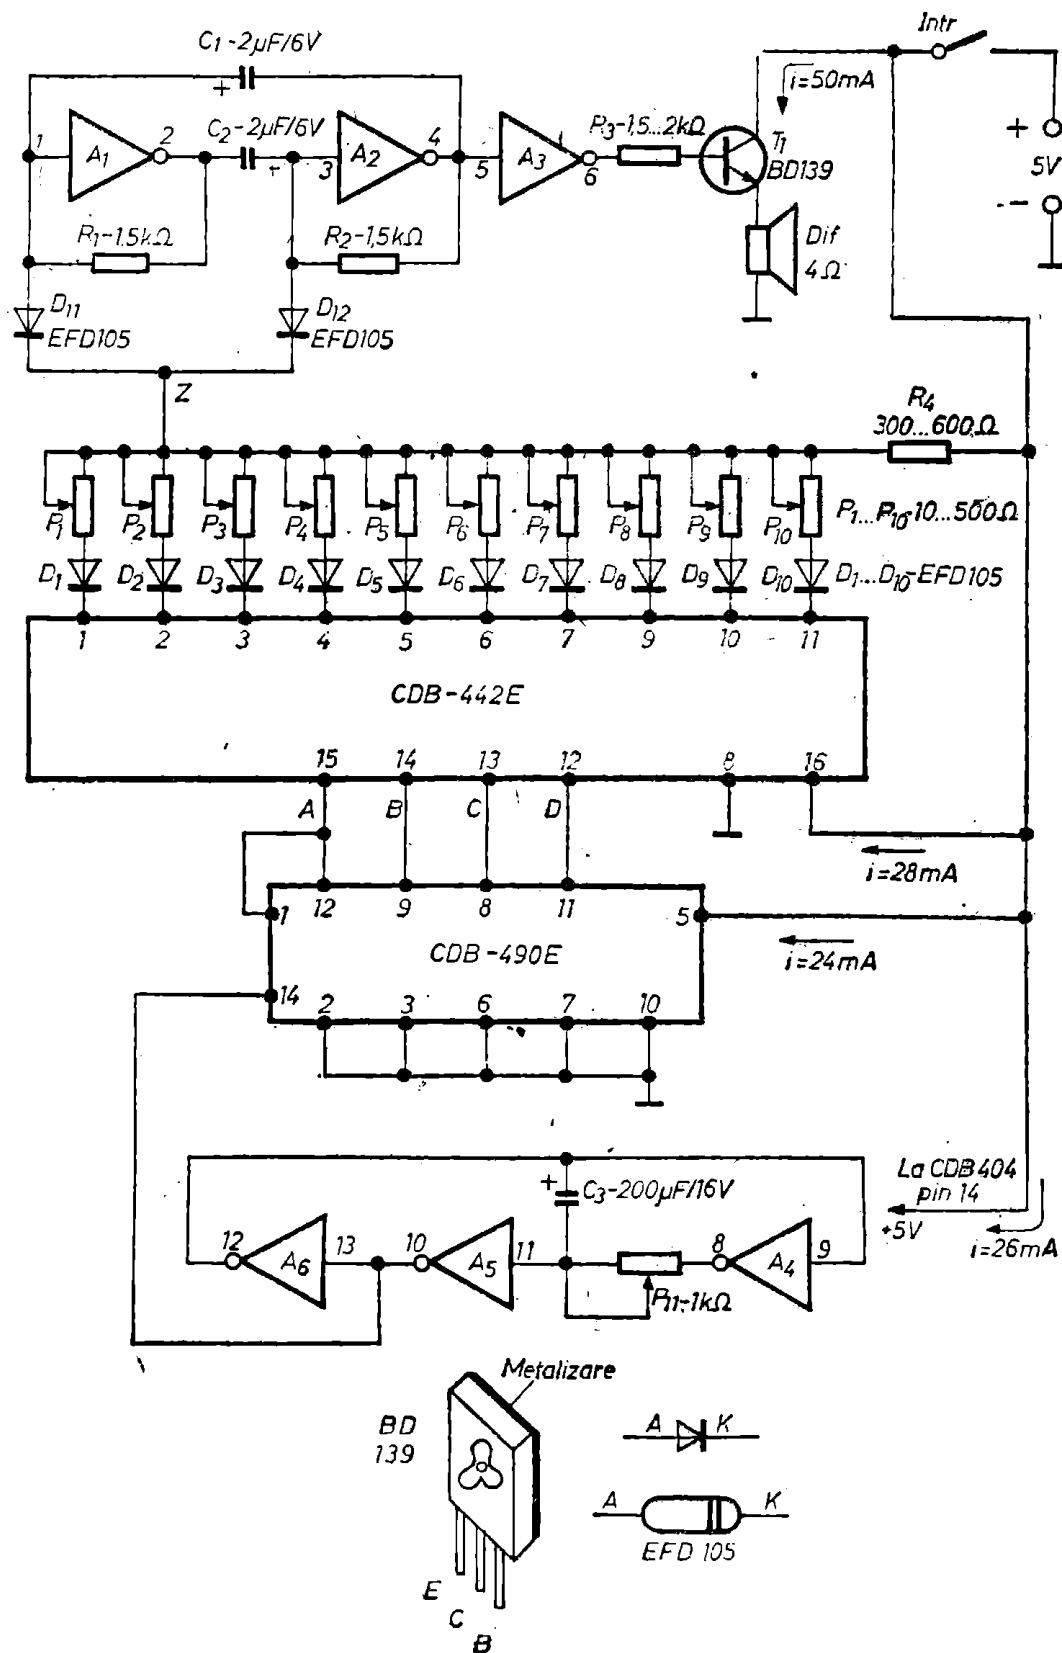 C1-2µF/6V
Intr
i=50mA
1
A1
2
C2-2µF/6V
+
+
3
A2
4
5
A3
6
R3-1,5...2kΩ
T1
BD139
+
5V
-
R1-1,5kΩ
R2-1,5kΩ
Dif
4Ω
D11
EFD105
D12
EFD105
Z
R4
300...600Ω
P1 P2 P3 P4 P5 P6 P7 P8 P9 P10 P1...P10-10...500Ω
D1 D2 D3 D4 D5 D6 D7 D8 D9 D10 D1...D10-EFD105
1 2 3 4 5 6 7 9 10 11
CDB-442E
15 14 13 12 8 16
A B C D
i=28mA
12 9 8 11
1
5
CDB-490E
i=24mA
14
2 3 6 7 10
La CDB404
pin 14
+5V
i=26mA
+
C3-200µF/16V
12
A6
13
10
A5
11
8
A4
9
P11-1kΩ
Metalizare
BD
139
A K
A K
EFD 105
E
C
B